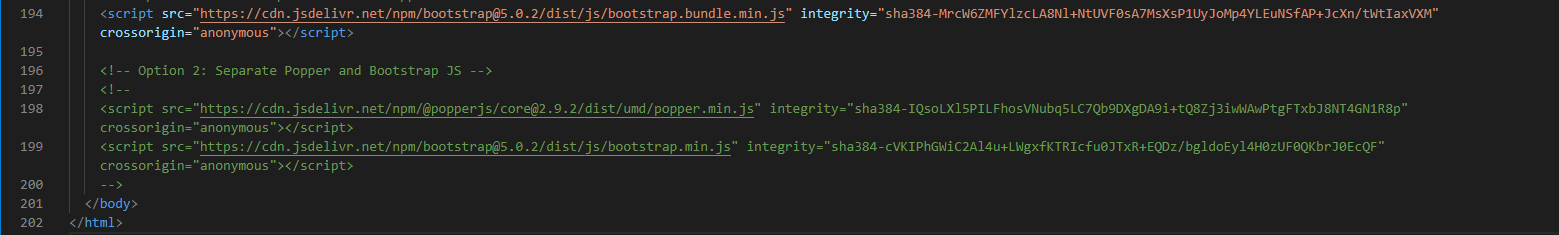 194 <script src="https://cdn.jsdelivr.net/npm/bootstrap@5.0.2/dist/js/bootstrap.bundle.min.js" integrity="sha384-MrcW6ZMFYlzcLA8Nl+NtUVF0sA7MsXsP1UyJoMp4YLEuNSfAP+JcXn/tWtIaxVXM"
crossorigin="anonymous"></script>
195
196 <!-- Option 2: Separate Popper and Bootstrap JS -->
197 <!--
198 <script src="https://cdn.jsdelivr.net/npm/@popperjs/core@2.9.2/dist/umd/popper.min.js" integrity="sha384-IQsoLXl5PILFhosVNubq5LC7Qb9DXgDA9i+tQ8Zj3iwWAwPtgFTxbJ8NT4GN1R8p"
crossorigin="anonymous"></script>
199 <script src="https://cdn.jsdelivr.net/npm/bootstrap@5.0.2/dist/js/bootstrap.min.js" integrity="sha384-cVKIPhGWiC2Al4u+LWgxfKTRIcfu0JTxR+EQDz/bgldoEyl4H0zUF0QKbrJ0EcQF"
crossorigin="anonymous"></script>
200 -->
201 </body>
202 </html>